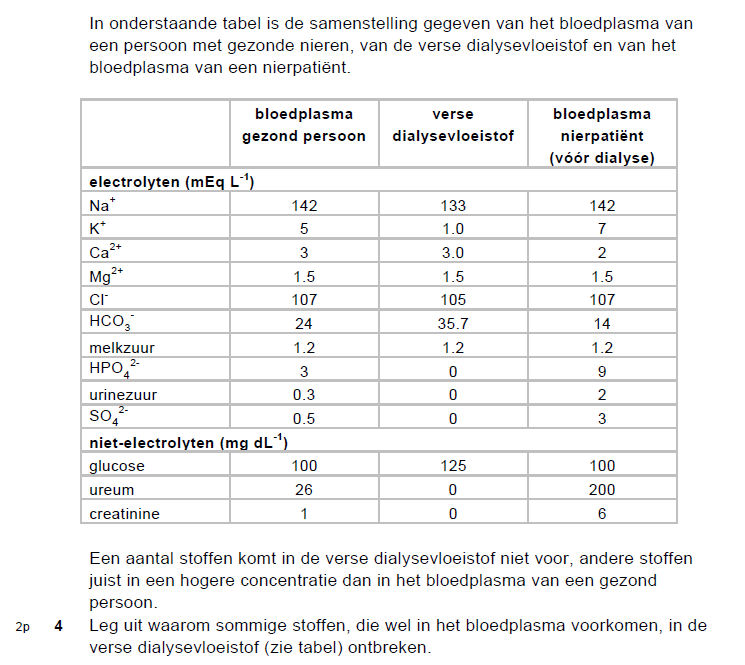 In onderstaande tabel is de samenstelling gegeven van het bloedplasma van
een persoon met gezonde nieren, van de verse dialysevloeistof en van het
bloedplasma van een nierpatiënt.
bloedplasma gezond persoon verse dialysevloeistof bloedplasma nierpatiënt (vóór dialyse)
electrolyten (mEq L⁻¹)
Na⁺ 142 133 142
K⁺ 5 1.0 7
Ca²⁺ 3 3.0 2
Mg²⁺ 1.5 1.5 1.5
Cl⁻ 107 105 107
HCO₃⁻ 24 35.7 14
melkzuur 1.2 1.2 1.2
HPO₄²⁻ 3 0 9
urinezuur 0.3 0 2
SO₄²⁻ 0.5 0 3
niet-electrolyten (mg dL⁻¹)
glucose 100 125 100
ureum 26 0 200
creatinine 1 0 6
Een aantal stoffen komt in de verse dialysevloeistof niet voor, andere stoffen
juist in een hogere concentratie dan in het bloedplasma van een gezond
persoon.
2p 4 Leg uit waarom sommige stoffen, die wel in het bloedplasma voorkomen, in de
verse dialysevloeistof (zie tabel) ontbreken.